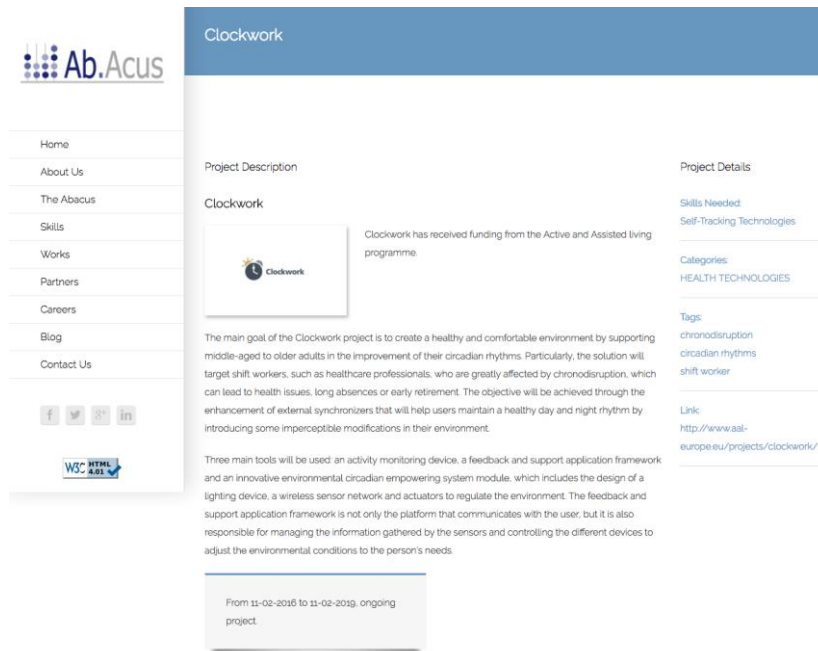 Clockwork
Ab.Acus
Home
About Us
The Abacus
Skills
Works
Partners
Careers
Blog
Contact Us
f
g+
in
W3C HTML
4.01
Project Description
Clockwork
Clockwork
Clockwork has received funding from the Active and Assisted living
programme.
The main goal of the Clockwork project is to create a healthy and comfortable environment by supporting
middle-aged to older adults in the improvement of their circadian rhythms. Particularly, the solution will
target shift workers, such as healthcare professionals, who are greatly affected by chronodisruption, which
can lead to health issues, long absences or early retirement. The objective will be achieved through the
enhancement of external synchronizers that will help users maintain a healthy day and night rhythm by
introducing some imperceptible modifications in their environment.
Three main tools will be used: an activity monitoring device, a feedback and support application framework
and an innovative environmental circadian empowering system module, which includes the design of a
lighting device, a wireless sensor network and actuators to regulate the environment. The feedback and
support application framework is not only the platform that communicates with the user, but it is also
responsible for managing the information gathered by the sensors and controlling the different devices to
adjust the environmental conditions to the person's needs.
From 11-02-2016 to 11-02-2019, ongoing
project.
Project Details
Skills Needed:
Self-Tracking Technologies
Categories:
HEALTH TECHNOLOGIES
Tags:
chronodisruption
circadian rhythms
shift worker
Link:
http://www.aal-
europe.eu/projects/clockwork/